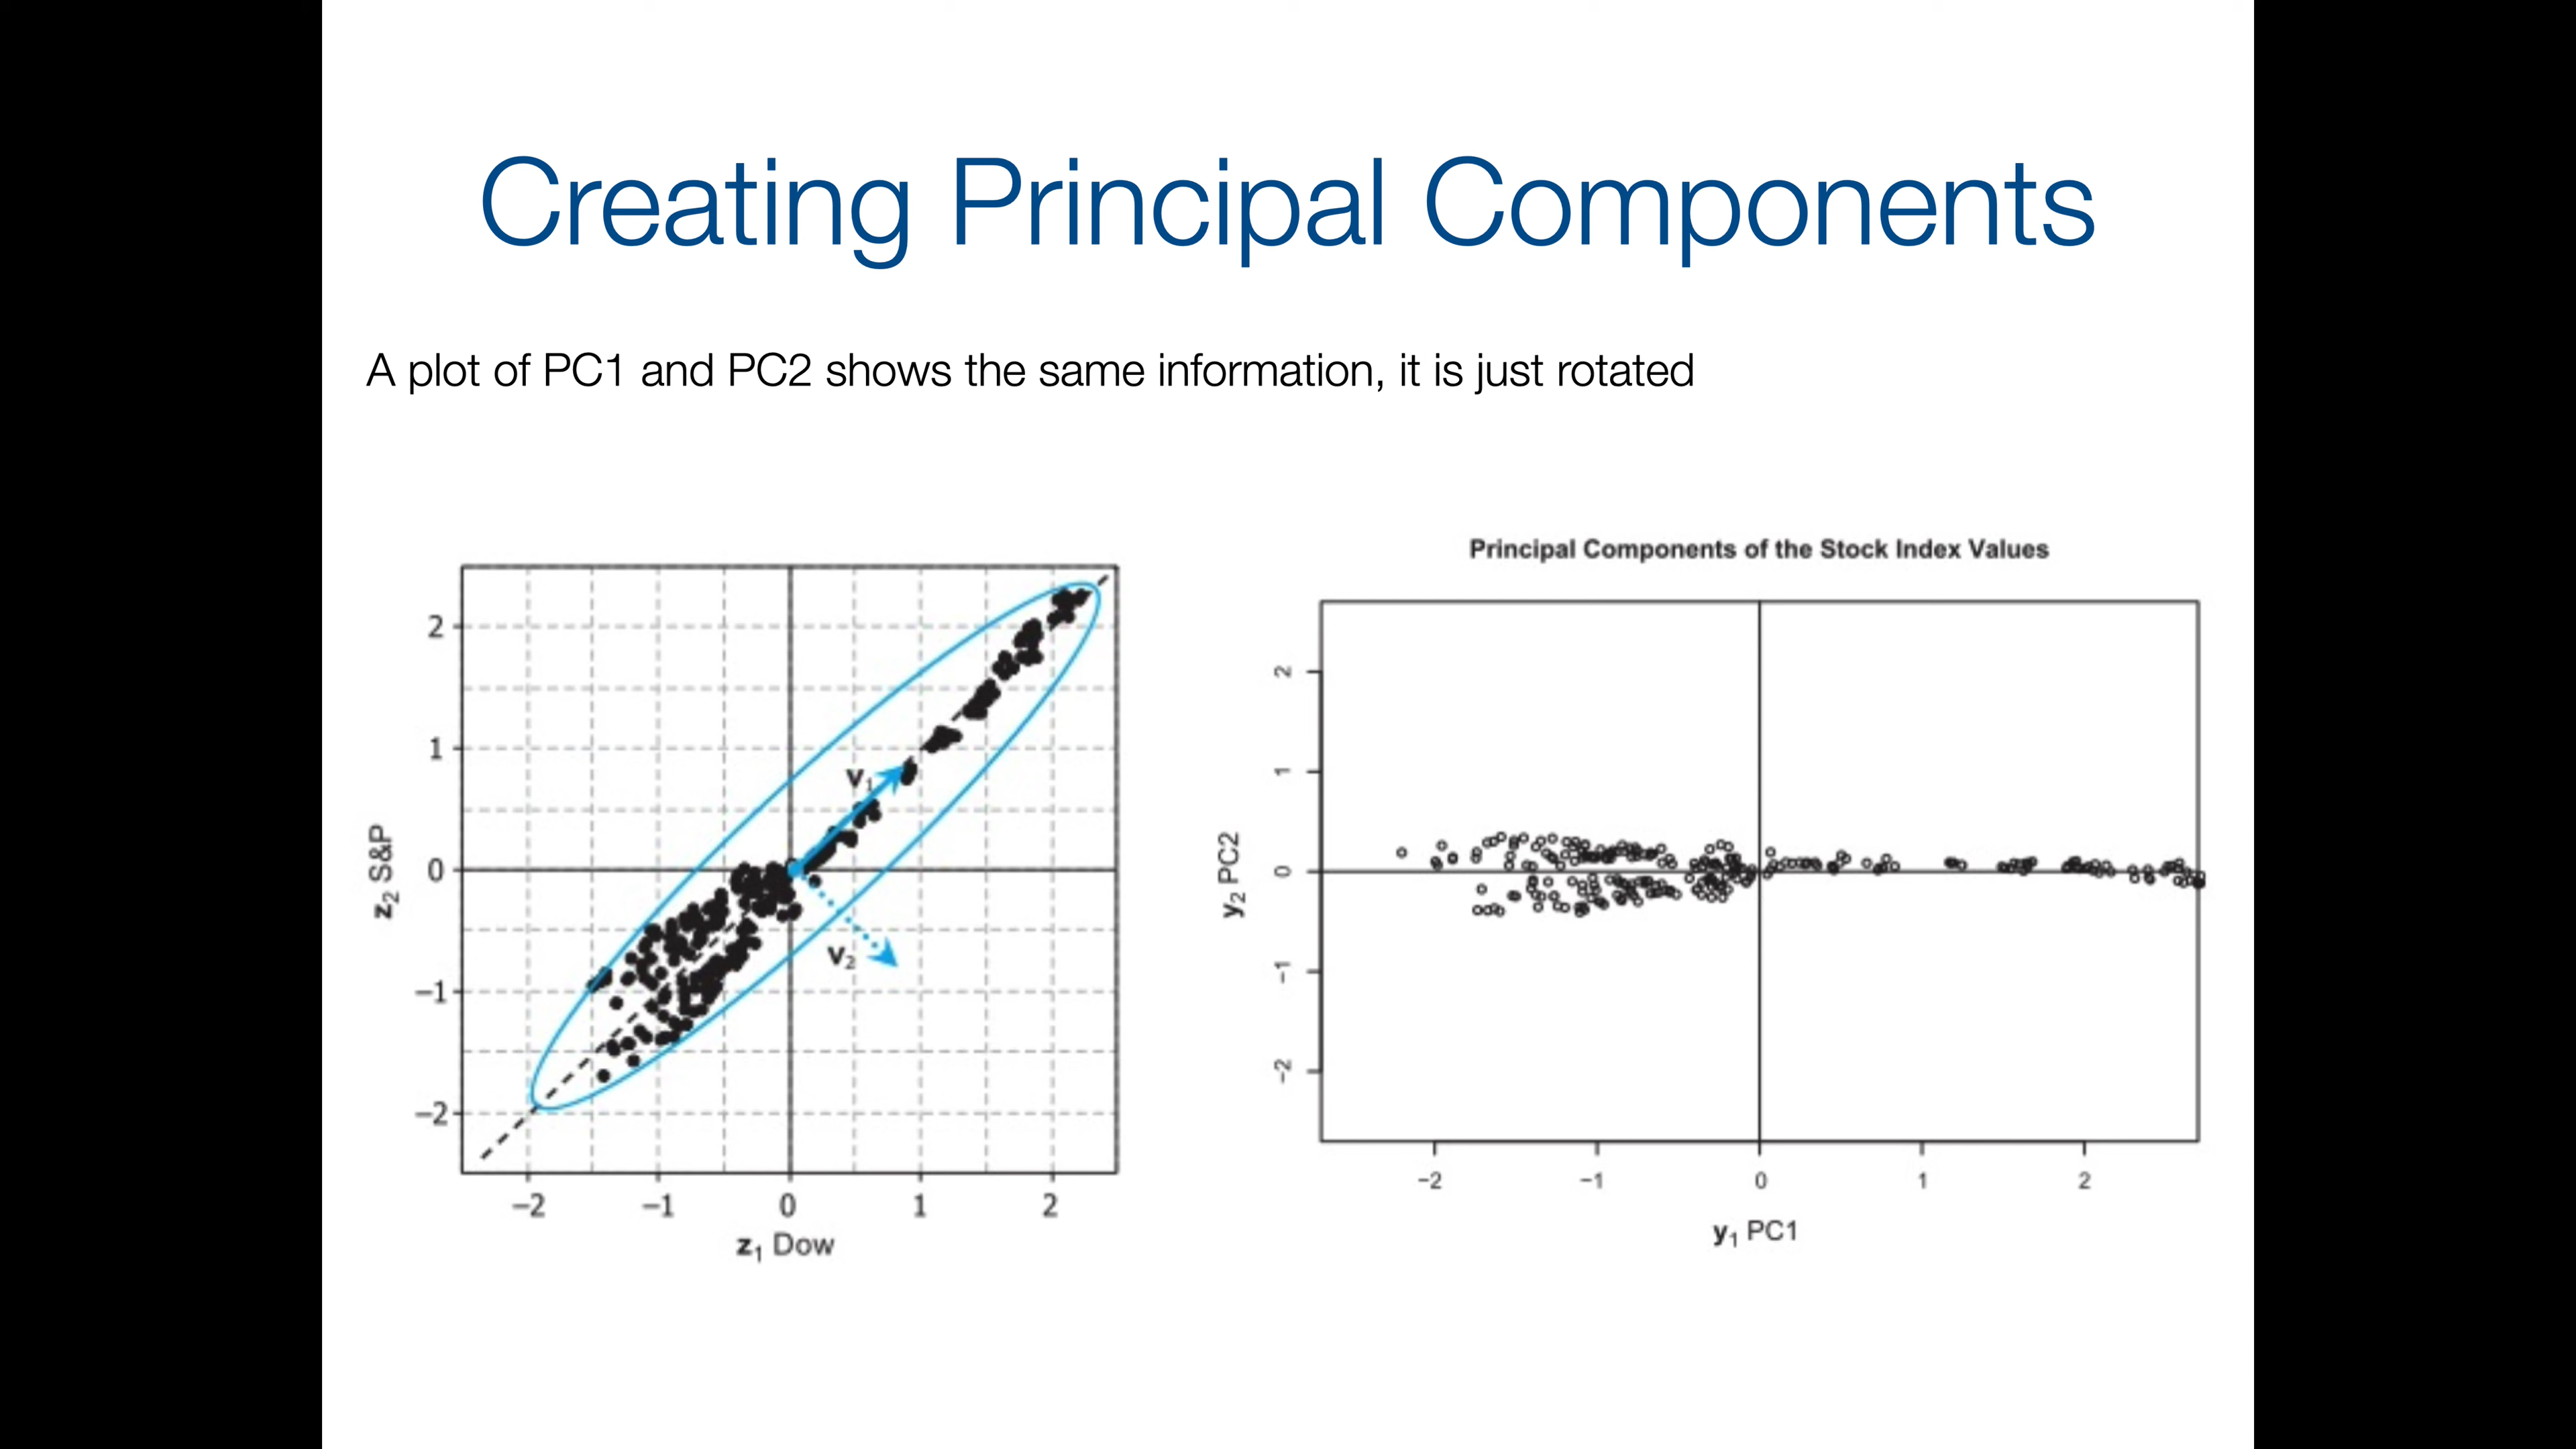 Creating Principal Components
A plot of PC1 and PC2 shows the same information, it is just rotated
2
1
0
−1
−2
z₂ S&P
v₁
v₂
−2 −1 0 1 2
z₁ Dow
Principal Components of the Stock Index Values
2
1
0
−1
−2
y₂ PC2
−2 −1 0 1 2
y₁ PC1